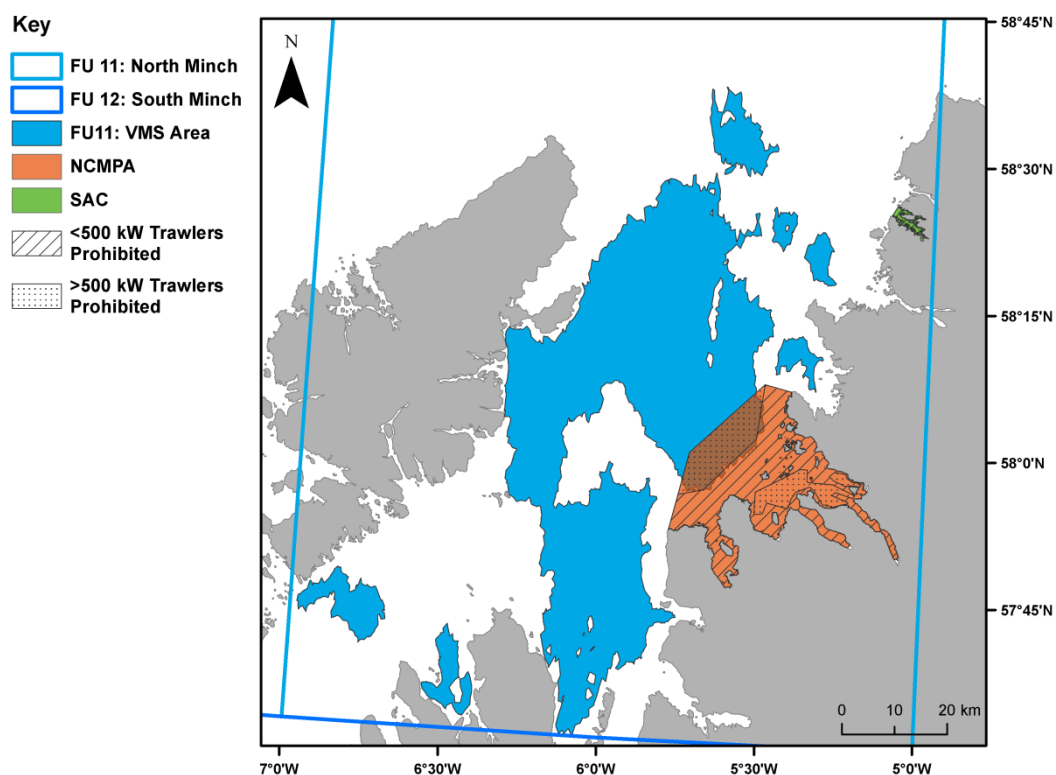 Key
FU 11: North Minch
FU 12: South Minch
FU11: VMS Area
NCMPA
SAC
<500 kW Trawlers
Prohibited
>500 kW Trawlers
Prohibited
N
58°45'N
58°30'N
58°15'N
58°0'N
57°45'N
0 10 20 km
7°0'W 6°30'W 6°0'W 5°30'W 5°0'W